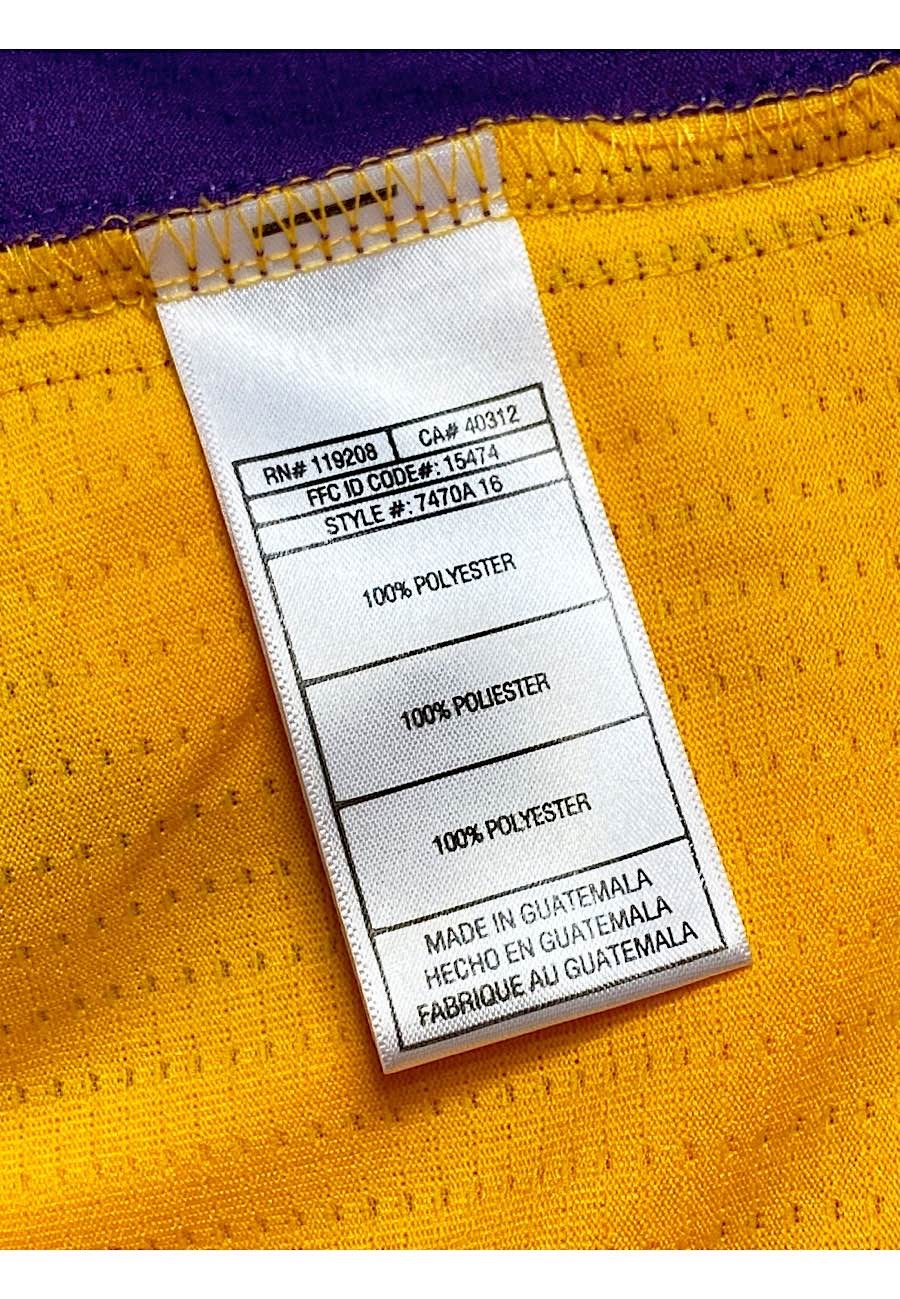 RN# 119208 CA# 40312
FFC ID CODE#: 15474
STYLE #: 7470A 16
100% POLYESTER
100% POLIESTER
100% POLYESTER
MADE IN GUATEMALA
HECHO EN GUATEMALA
FABRIQUE AU GUATEMALA